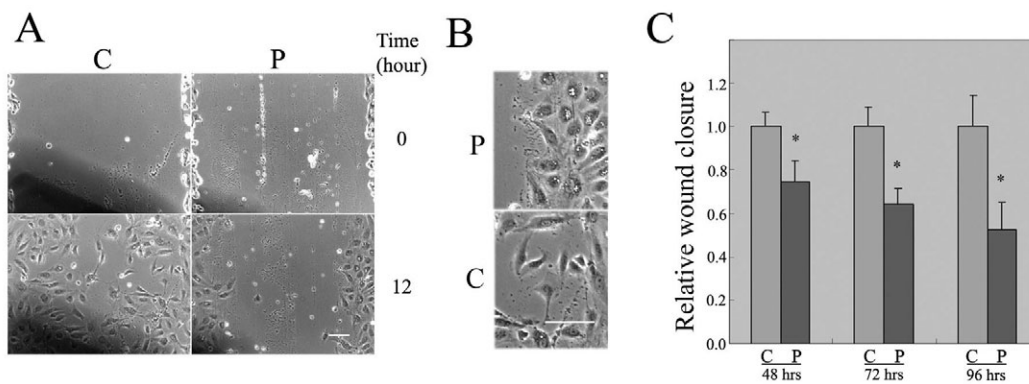 A
C
P
Time
(hour)
0
12
B
P
C
C
Relative wound closure
1.2
1.0
0.8
0.6
0.4
0.2
0.0
*
*
*
C P
C P
C P
48 hrs
72 hrs
96 hrs